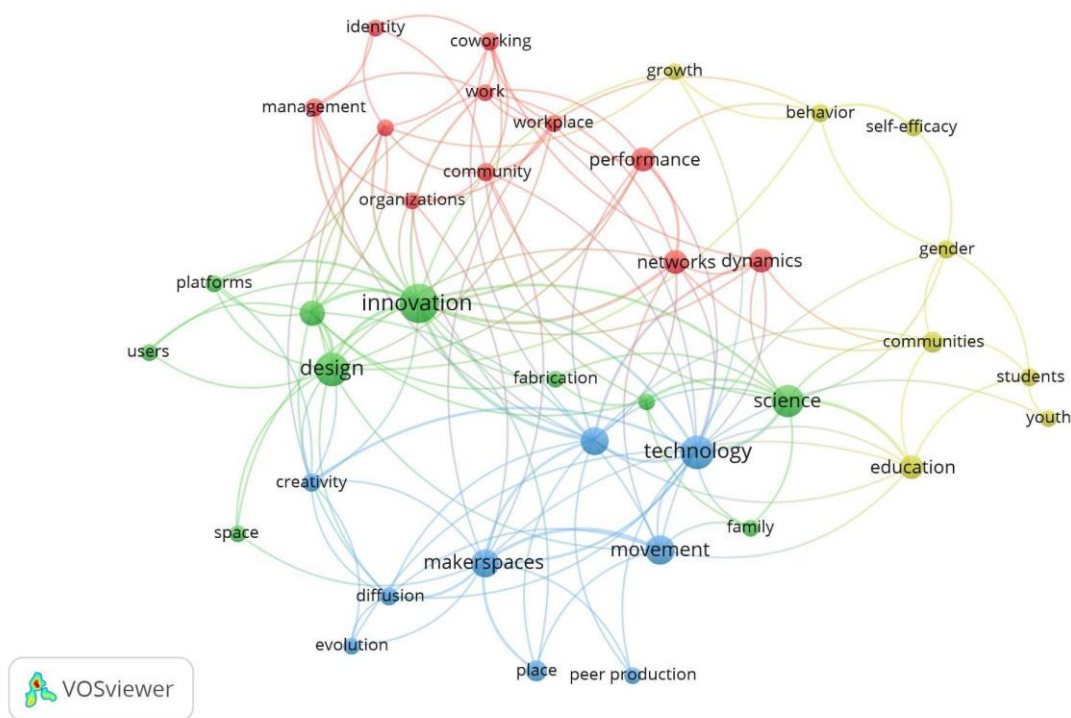 identity
coworking
growth
work
management
behavior
workplace
self-efficacy
performance
community
organizations
gender
networks
dynamics
platforms
innovation
communities
users
design
fabrication
students
science
youth
technology
education
creativity
space
family
movement
makerspaces
diffusion
evolution
place
peer production
VOSviewer